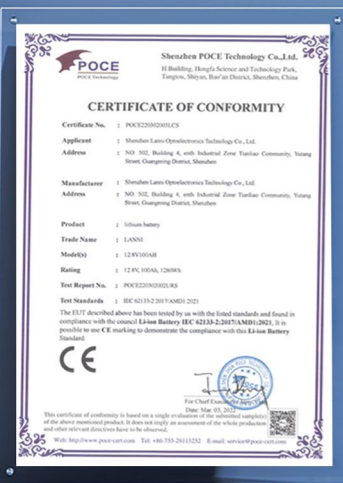 POCE
POCE Technology
Shenzhen POCE Technology Co.,Ltd.
H Building, Hongfa Science and Technology Park,
Tangtou, Shiyan, Bao'an District, Shenzhen, China
CERTIFICATE OF CONFORMITY
Certificate No. : POCE220302001LCS
Applicant : Shenzhen Lanni Optoelectronics Technology Co., Ltd.
Address : NO. 502, Building 4, enth Industrial Zone Tianliao Community, Yutang
Street, Guangming District, Shenzhen
Manufacturer : Shenzhen Lanni Optoelectronics Technology Co., Ltd
Address : NO. 502, Building 4, enth Industrial Zone Tianliao Community, Yutang
Street, Guangming District, Shenzhen
Product : lithium battery
Trade Name : LANNI
Model(s) : 12.8V100AH
Rating : 12.8V, 100Ah, 1280Wh
Test Report No. : POCE220302002URS
Test Standards : IEC 62133-2:2017/AMD1:2021
The EUT described above has been tested by us with the listed standards and found in
compliance with the council Li-ion Battery IEC 62133-2:2017/AMD1:2021. It is
possible to use CE marking to demonstrate the compliance with this Li-ion Battery
Standard.
CE
For Chief Executive
Date: Mar. 03, 2022
This certificate of conformity is based on a single evaluation of the submitted sample(s)
of the above mentioned product. It does not imply an assessment of the whole production
and other relevant directives have to be observed.
Web: http://www.poce-cert.com Tel: +86-755-29113252 E-mail: service@poce-cert.com